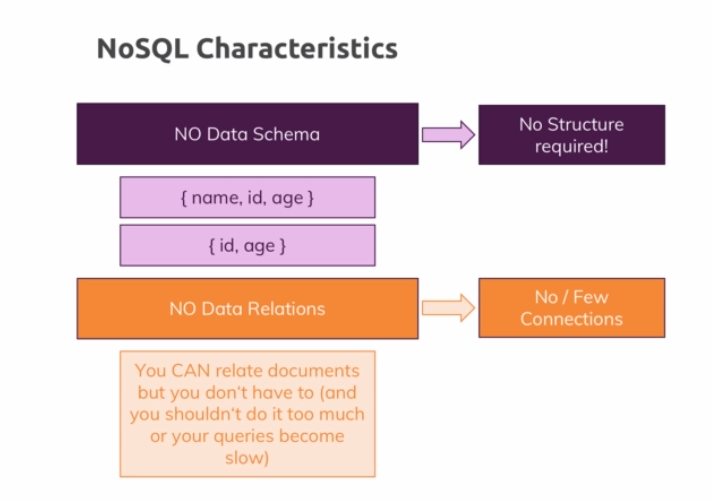 NoSQL Characteristics
NO Data Schema
No Structure
required!
{ name, id, age }
{ id, age }
NO Data Relations
No / Few
Connections
You CAN relate documents
but you don't have to (and
you shouldn't do it too much
or your queries become
slow)